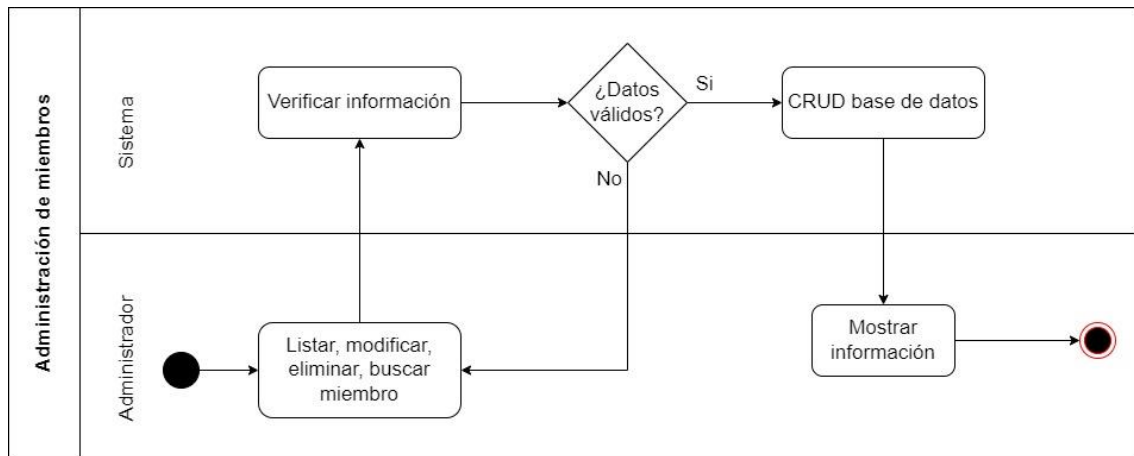 Administración de miembros
Sistema
Verificar información
¿Datos
válidos?
Si
No
CRUD base de datos
Administrador
Listar, modificar,
eliminar, buscar
miembro
Mostrar
información